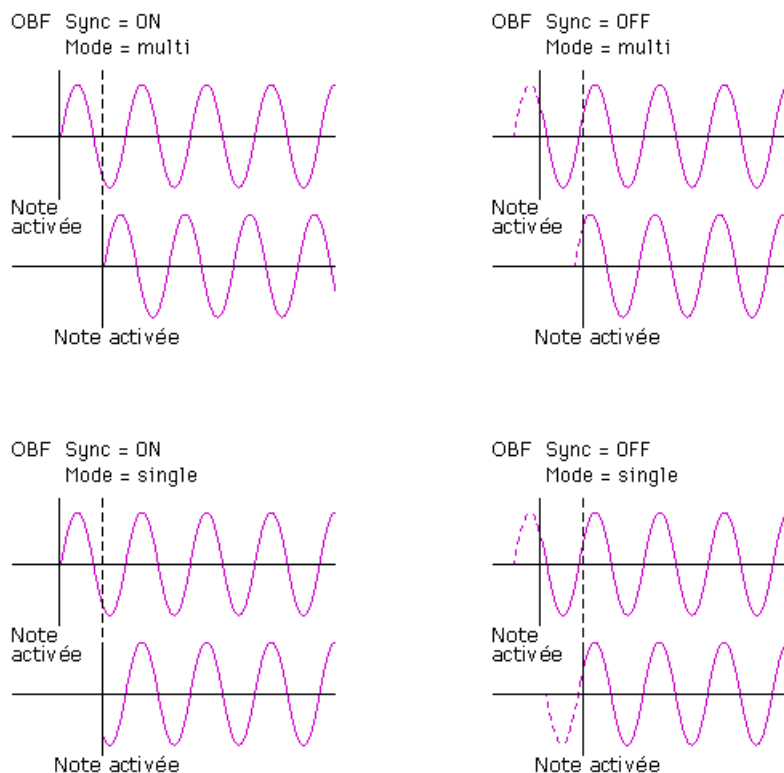 OBF Sync = ON
Mode = multi
Note
activée
Note activée
OBF Sync = OFF
Mode = multi
Note
activée
Note activée
OBF Sync = ON
Mode = single
Note
activée
Note activée
OBF Sync = OFF
Mode = single
Note
activée
Note activée